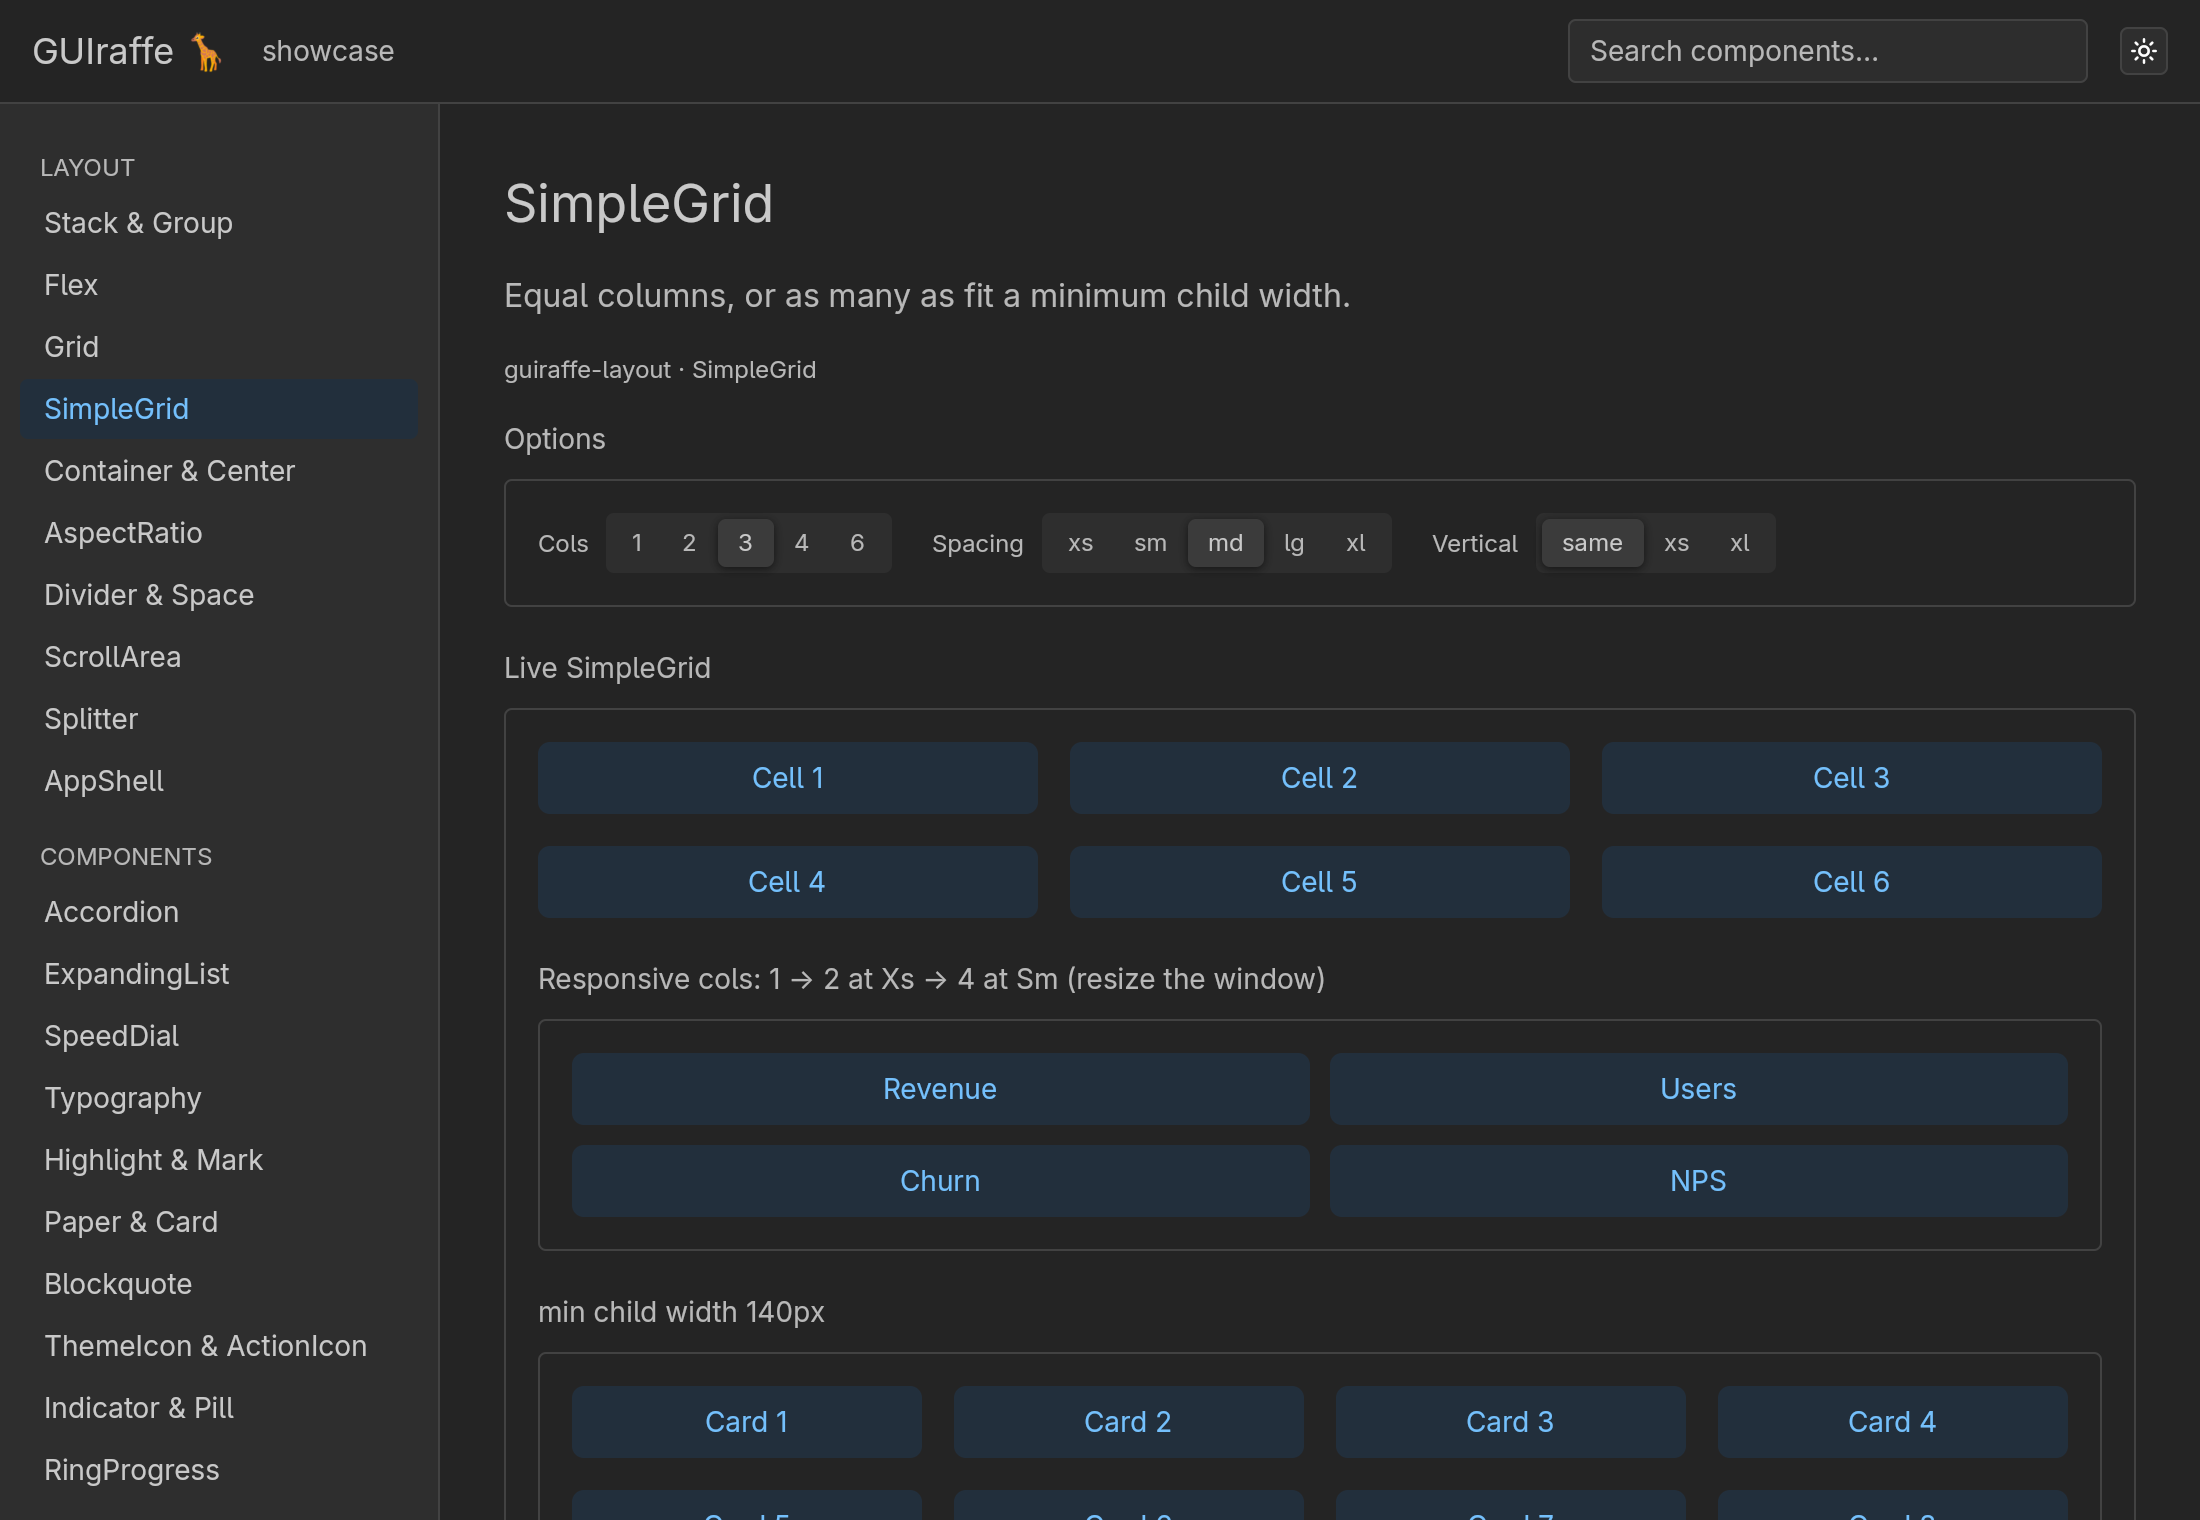 GUIraffe 🦒 showcase Search components...
LAYOUT
Stack & Group
Flex
Grid
SimpleGrid
Container & Center
AspectRatio
Divider & Space
ScrollArea
Splitter
AppShell
COMPONENTS
Accordion
ExpandingList
SpeedDial
Typography
Highlight & Mark
Paper & Card
Blockquote
ThemeIcon & ActionIcon
Indicator & Pill
RingProgress
SimpleGrid
Equal columns, or as many as fit a minimum child width.
guiraffe-layout · SimpleGrid
Options
Cols 1 2 3 4 6 Spacing xs sm md lg xl Vertical same xs xl
Live SimpleGrid
Cell 1 Cell 2 Cell 3
Cell 4 Cell 5 Cell 6
Responsive cols: 1 → 2 at Xs → 4 at Sm (resize the window)
Revenue Users
Churn NPS
min child width 140px
Card 1 Card 2 Card 3 Card 4